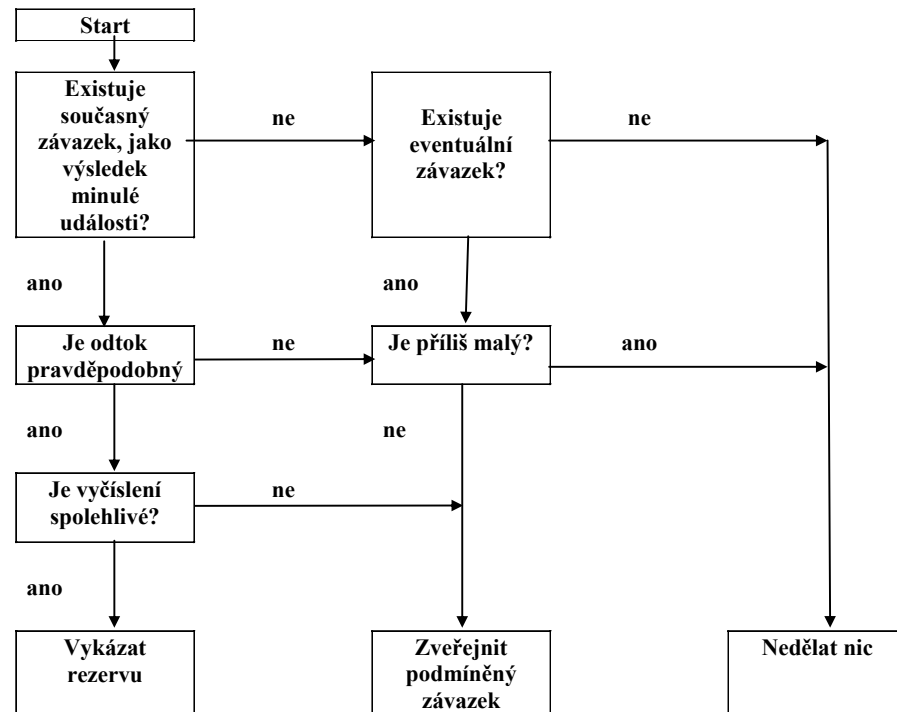 Start
Existuje
současný
závazek, jako
výsledek
minulé
události?
ne
Existuje
eventuální
závazek?
ne
ano
ano
Je odtok
pravděpodobný
ne
Je příliš malý?
ano
ano
ne
Je vyčíslení
spolehlivé?
ne
ano
Vykázat
rezervu
Zveřejnit
podmíněný
závazek
Nedělat nic